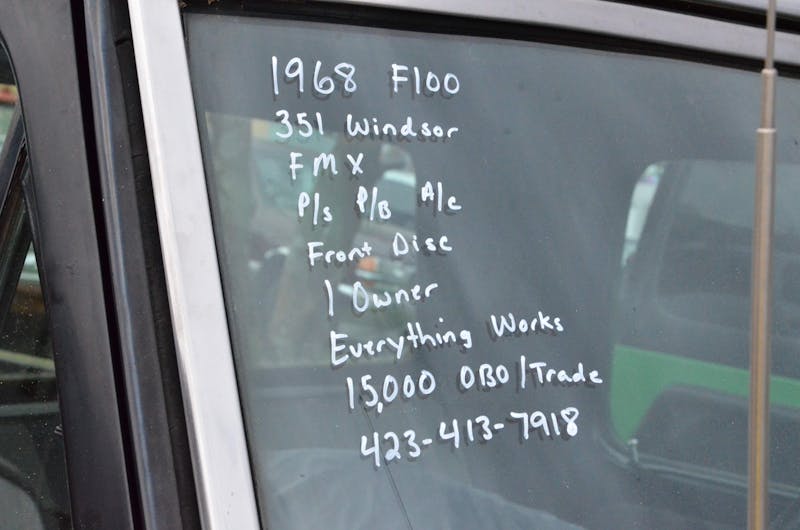 1968 F100
351 Windsor
FMX
P/s P/B A/c
Front Disc
1 Owner
Everything Works
15,000 OBO/Trade
423-413-7918